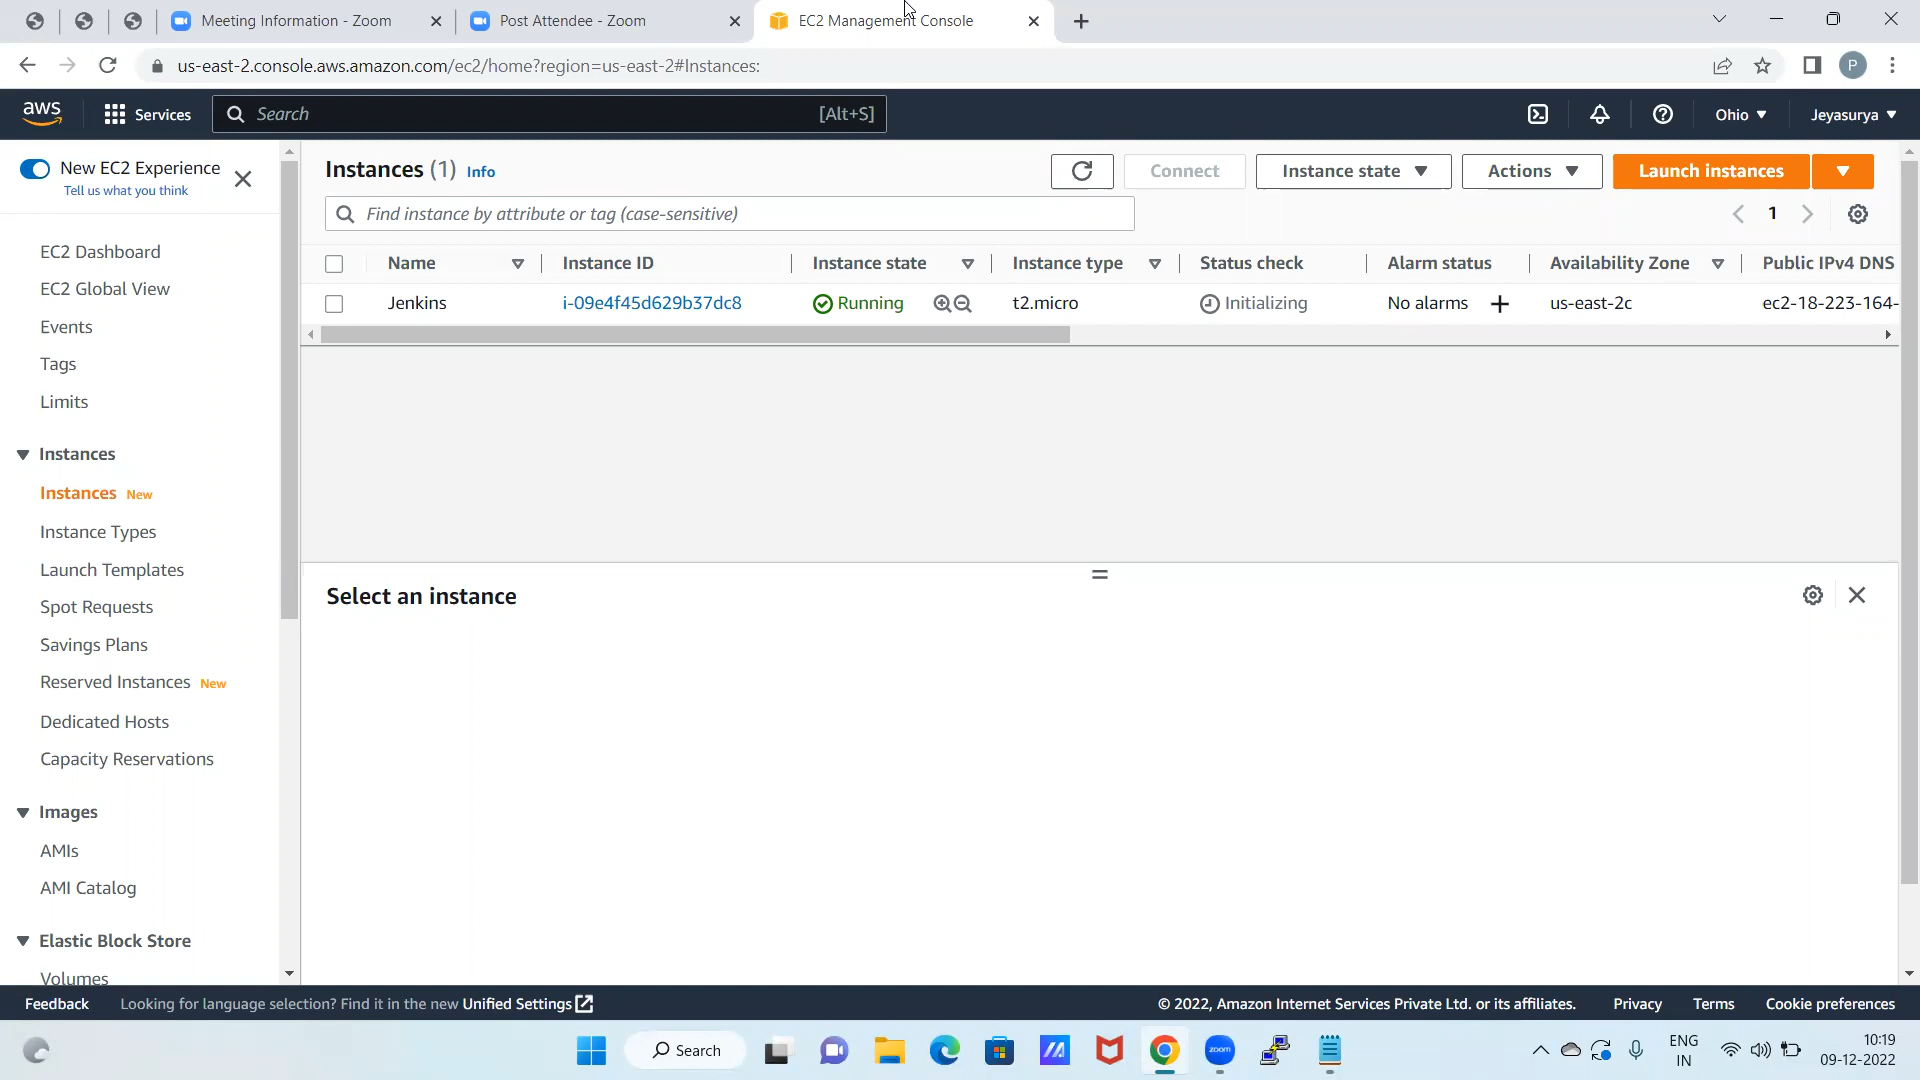 Meeting Information - Zoom
Post Attendee - Zoom
EC2 Management Console
us-east-2.console.aws.amazon.com/ec2/home?region=us-east-2#Instances:
P
aws
Services
Search
[Alt+S]
Ohio
Jeyasurya
New EC2 Experience
Tell us what you think
EC2 Dashboard
EC2 Global View
Events
Tags
Limits
Instances
Instances New
Instance Types
Launch Templates
Spot Requests
Savings Plans
Reserved Instances New
Dedicated Hosts
Capacity Reservations
Images
AMIs
AMI Catalog
Elastic Block Store
Volumes
Instances (1) Info
Connect
Instance state
Actions
Launch instances
Find instance by attribute or tag (case-sensitive)
1
Name Instance ID Instance state Instance type Status check Alarm status Availability Zone Public IPv4 DNS
Jenkins i-09e4f45d629b37dc8 Running t2.micro Initializing No alarms us-east-2c ec2-18-223-164-
Select an instance
Feedback
Looking for language selection? Find it in the new Unified Settings
© 2022, Amazon Internet Services Private Ltd. or its affiliates.
Privacy
Terms
Cookie preferences
Search
zoom
ENG
IN
10:19
09-12-2022